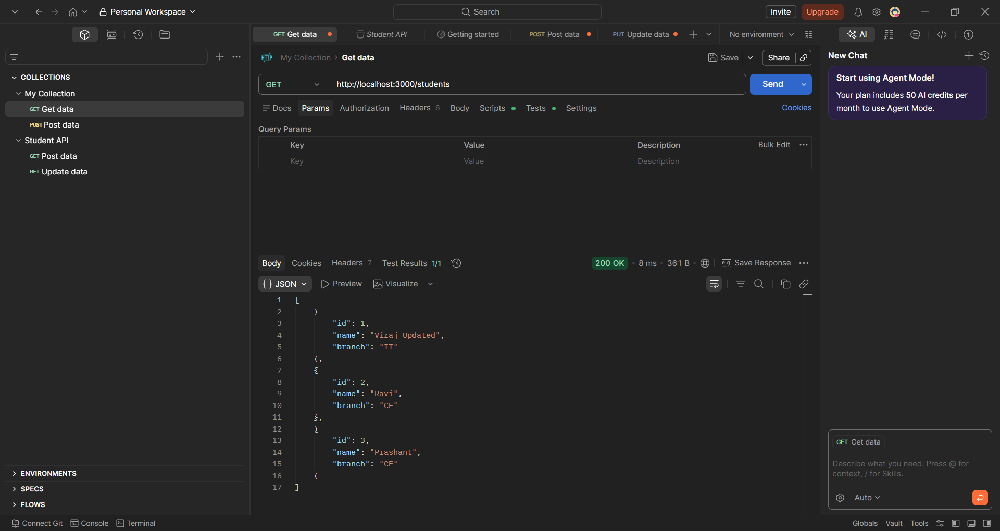 Personal Workspace
Search
Invite
Upgrade
GET Get data
Student API
Getting started
POST Post data
PUT Update data
No environment
AI
HTTP My Collection > Get data
Save
Share
New Chat
COLLECTIONS
My Collection
GET Get data
POST Post data
Student API
GET Post data
GET Update data
GET
http://localhost:3000/students
Send
Start using Agent Mode!
Your plan includes 50 AI credits per
month to use Agent Mode.
Docs Params Authorization Headers 6 Body Scripts Tests Settings
Cookies
Query Params
Key Value Description Bulk Edit
Key Value Description
Body Cookies Headers 7 Test Results 1/1
200 OK • 8 ms • 361 B
e.g. Save Response
{} JSON Preview Visualize
1 [
2 {
3 "id": 1,
4 "name": "Viraj Updated",
5 "branch": "IT"
6 },
7 {
8 "id": 2,
9 "name": "Ravi",
10 "branch": "CE"
11 },
12 {
13 "id": 3,
14 "name": "Prashant",
15 "branch": "CE"
16 }
17 ]
GET Get data
Describe what you need. Press @ for
context, / for Skills.
Auto
ENVIRONMENTS
SPECS
FLOWS
Connect Git Console Terminal
Globals Vault Tools